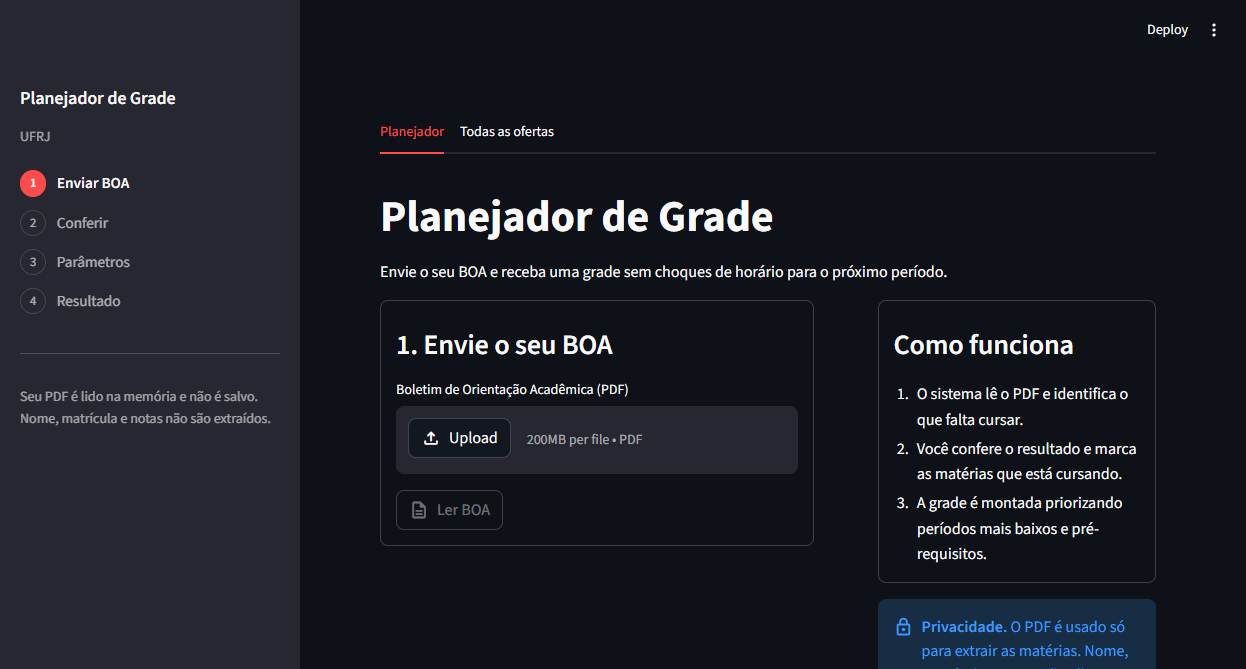 Deploy
Planejador de Grade
UFRJ
1 Enviar BOA
2 Conferir
3 Parâmetros
4 Resultado
Seu PDF é lido na memória e não é salvo.
Nome, matrícula e notas não são extraídos.
Planejador Todas as ofertas
Planejador de Grade
Envie o seu BOA e receba uma grade sem choques de horário para o próximo período.
1. Envie o seu BOA
Boletim de Orientação Acadêmica (PDF)
Upload 200MB per file • PDF
Ler BOA
Como funciona
1. O sistema lê o PDF e identifica o
que falta cursar.
2. Você confere o resultado e marca
as matérias que está cursando.
3. A grade é montada priorizando
períodos mais baixos e pré-
requisitos.
Privacidade. O PDF é usado só
para extrair as matérias. Nome,